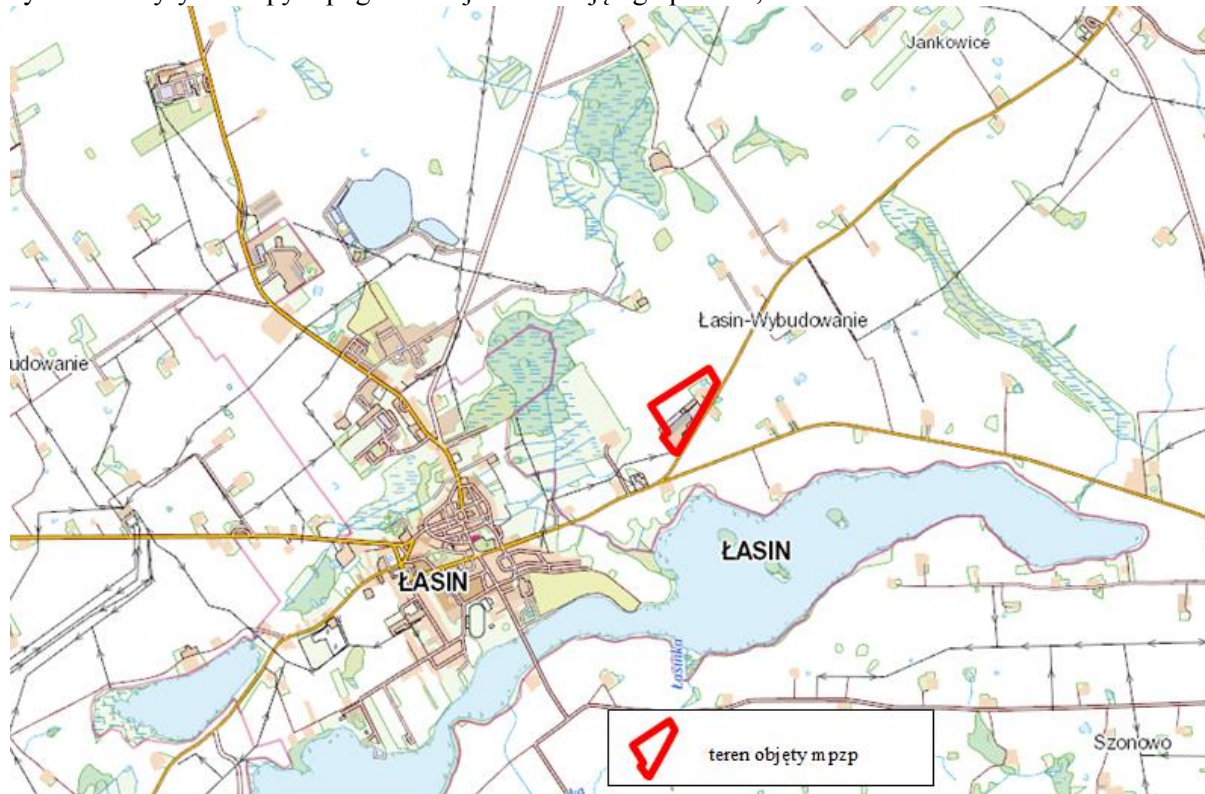 Jankowice
Łasin-Wybudowanie
udowanie
ŁASIN
ŁASIN
Łasinka
Szonowo
teren objęty mpzp